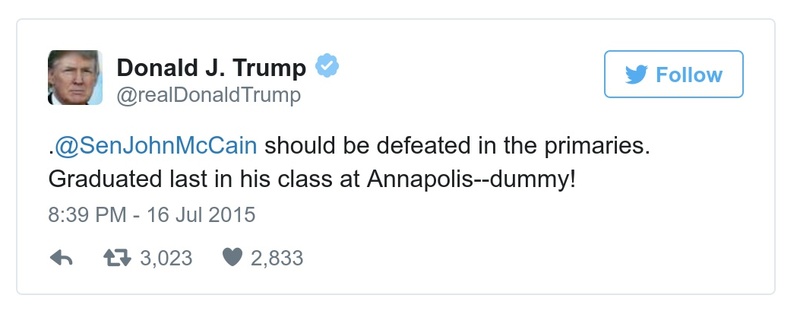 Donald J. Trump
@realDonaldTrump
Follow
.@SenJohnMcCain should be defeated in the primaries.
Graduated last in his class at Annapolis--dummy!
8:39 PM - 16 Jul 2015
3,023 2,833